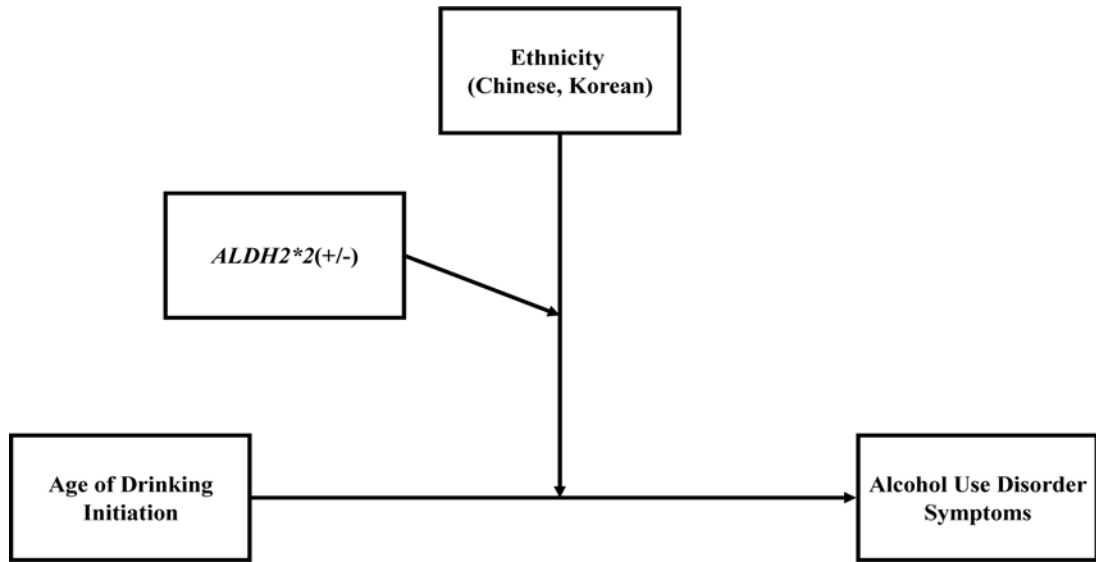 Ethnicity
(Chinese, Korean)
ALDH2*2(+/-)
Age of Drinking
Initiation
Alcohol Use Disorder
Symptoms